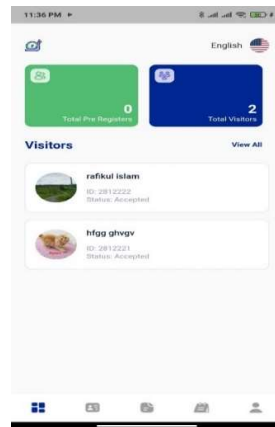 11:36 PM
English
0
Total Pre Registers
2
Total Visitors
Visitors
View All
rafikul islam
ID: 2812222
Status: Accepted
hfgg ghvgv
ID: 2812221
Status: Accepted